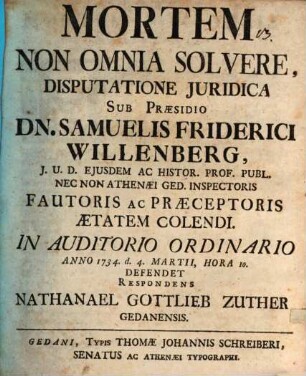 MORTEM
NON OMNIA SOLVERE,
DISPUTATIONE JURIDICA
SUB PRÆSIDIO
DN. SAMUELIS FRIDERICI
WILLENBERG,
J. U. D. EJUSDEM AC HISTOR. PROF. PUBL.
NEC NON ATHENÆI GED. INSPECTORIS
FAUTORIS AC PRÆCEPTORIS
ÆTATEM COLENDI.
IN AUDITORIO ORDINARIO
ANNO 1734. d. 4. MARTII, HORA 10.
DEFENDET
RESPONDENS
NATHANAEL GOTTLIEB ZUTHER
GEDANENSIS.
GEDANI, TYPIS THOMÆ JOHANNIS SCHREIBERI,
SENATUS AC ATHENÆI TYPOGRAPHI.